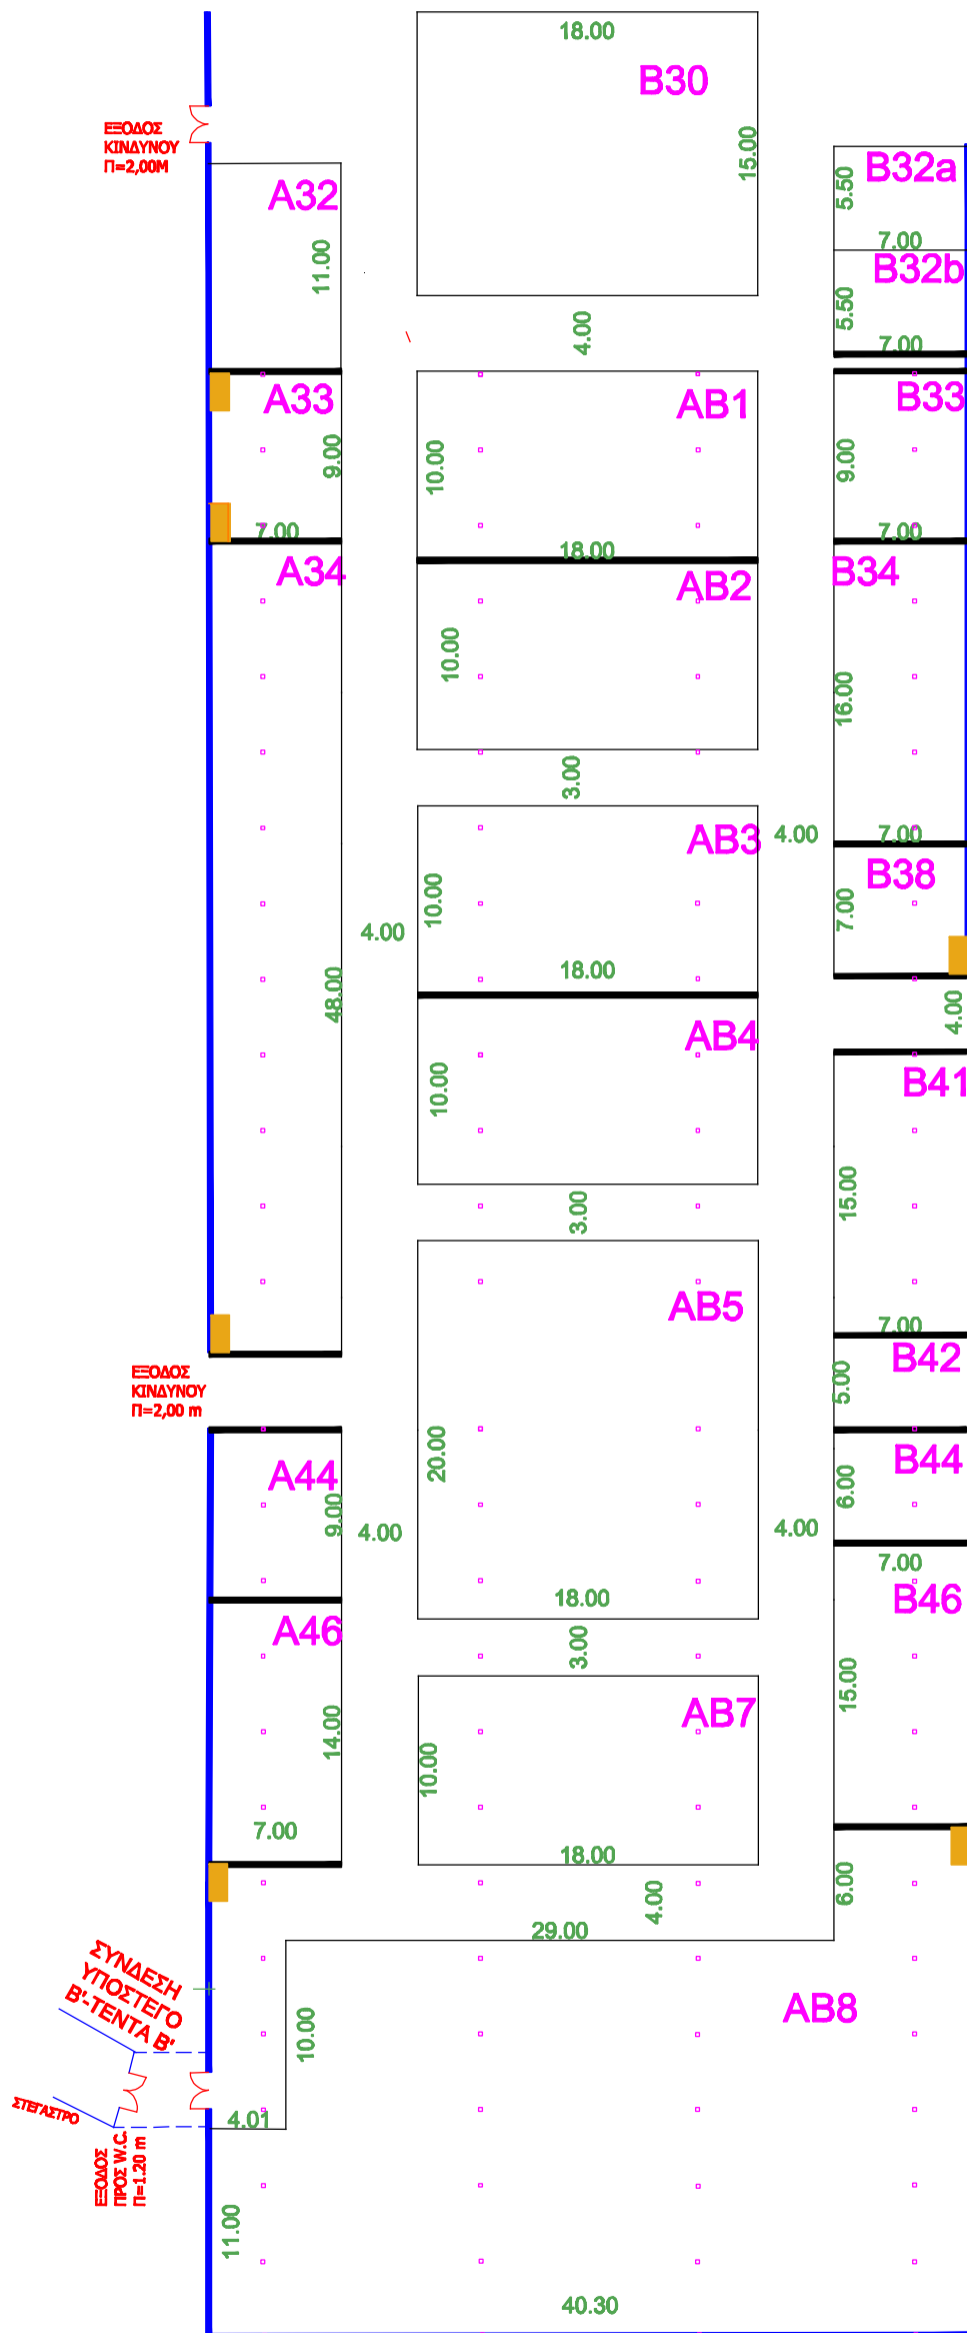 18.00
B30
15.00
ΕΞΟΔΟΣ
ΚΙΝΔΥΝΟΥ
Π=2,00Μ
A32
11.00
5.50
B32a
7.00
B32b
5.50
7.00
4.00
A33
9.00
7.00
AB1
10.00
18.00
B33
9.00
7.00
A34
48.00
AB2
10.00
B34
16.00
7.00
3.00
4.00
AB3
10.00
18.00
B38
7.00
4.00
AB4
10.00
4.00
B41
15.00
7.00
3.00
AB5
20.00
18.00
ΕΞΟΔΟΣ
ΚΙΝΔΥΝΟΥ
Π=2,00 m
B42
5.00
A44
9.00
4.00
4.00
B44
6.00
7.00
A46
14.00
7.00
3.00
B46
15.00
AB7
10.00
18.00
4.00
6.00
29.00
ΣΥΝΔΕΣΗ
ΥΠΟΣΤΕΓΟ
Β'-ΤΕΝΤΑ Β'
10.00
AB8
ΣΤΕΓΑΣΤΡΟ
4.01
ΕΞΟΔΟΣ
ΠΡΟΣ W.C.
Π=1.20 m
11.00
40.30